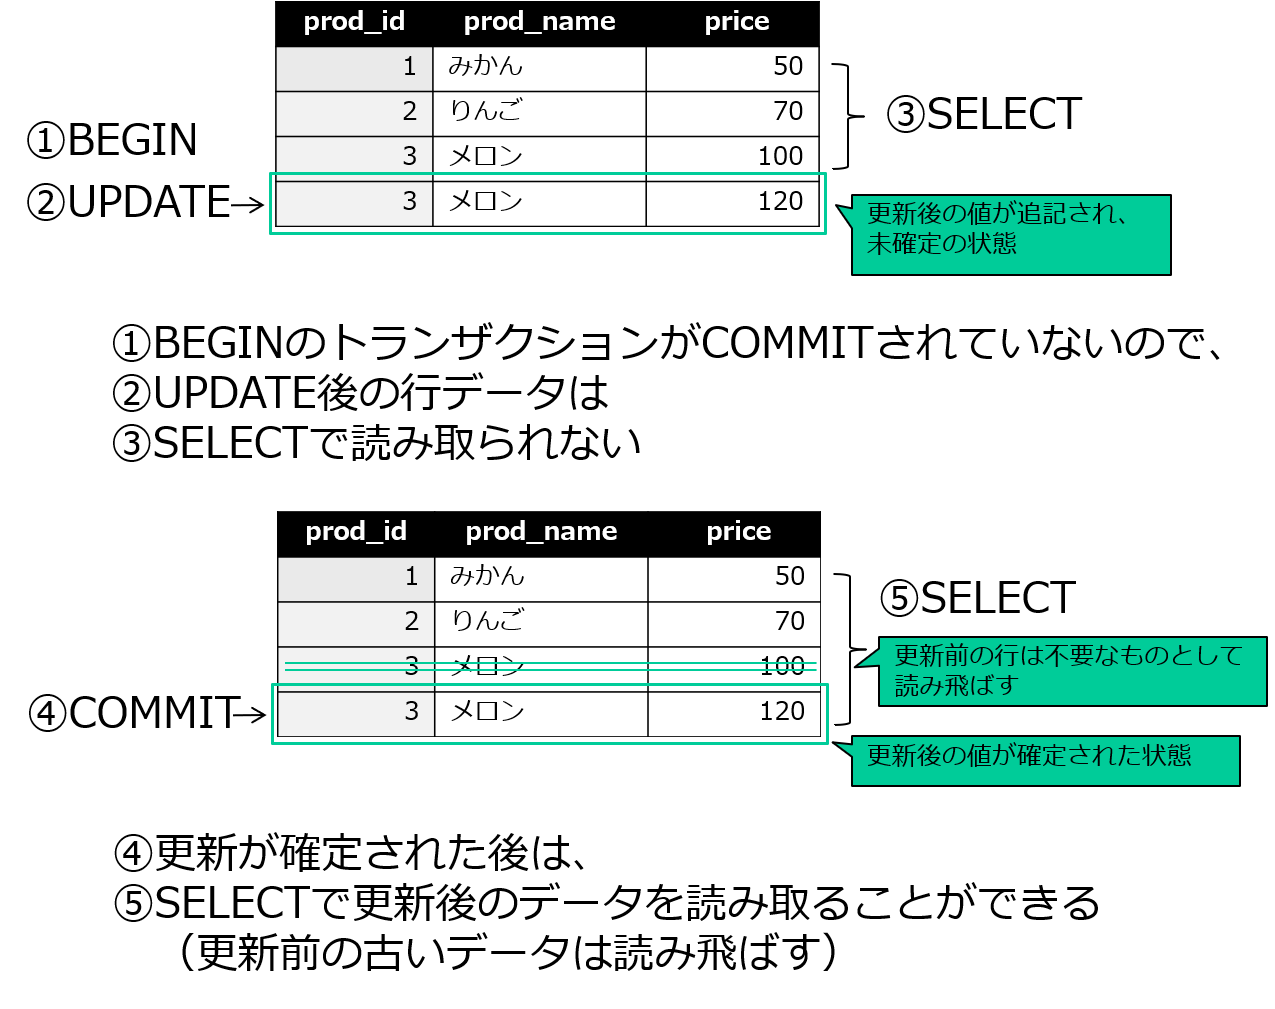 prod_id prod_name price
1 みかん 50
2 りんご 70
3 メロン 100
3 メロン 120
①BEGIN
②UPDATE
③SELECT
更新後の値が追記され、
未確定の状態
①BEGINのトランザクションがCOMMITされていないので、
②UPDATE後の行データは
③SELECTで読み取られない
prod_id prod_name price
1 みかん 50
2 りんご 70
3 メロン 100
3 メロン 120
④COMMIT
⑤SELECT
更新前の行は不要なものとして
読み飛ばす
更新後の値が確定された状態
④更新が確定された後は、
⑤SELECTで更新後のデータを読み取ることができる
（更新前の古いデータは読み飛ばす）